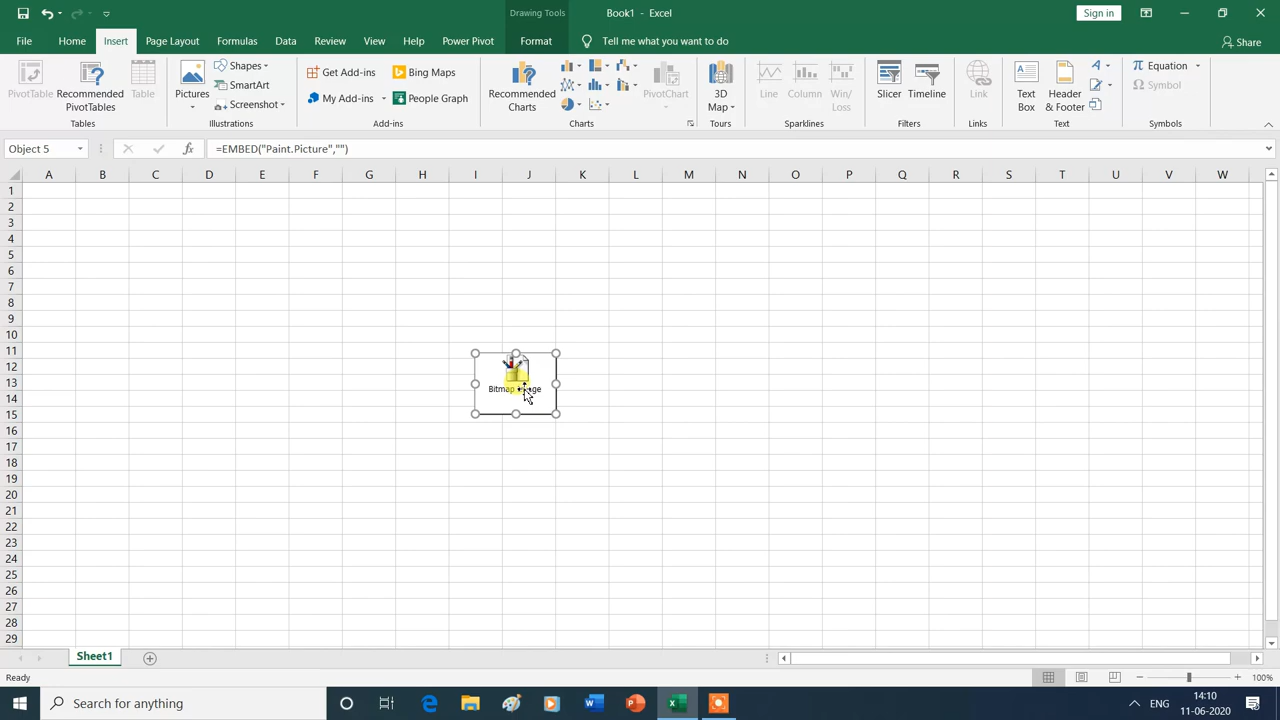 Drawing Tools
Book1 - Excel
Sign in
File Home Insert Page Layout Formulas Data Review View Help Power Pivot Format Tell me what you want to do
Share
PivotTable
Recommended
PivotTables
Table
Tables
Pictures
Shapes
SmartArt
Screenshot
Illustrations
Get Add-ins
My Add-ins
Bing Maps
People Graph
Add-ins
Recommended
Charts
PivotChart
Charts
3D
Map
Tours
Line
Column
Win/
Loss
Sparklines
Slicer
Timeline
Filters
Link
Links
Text
Box
Header
& Footer
Text
Equation
Symbol
Symbols
Object 5
fx
=EMBED("Paint.Picture","")
A B C D E F G H I J K L M N O P Q R S T U V W
1
2
3
4
5
6
7
8
9
10
11
12
13
14
15
16
17
18
19
20
21
22
23
24
25
26
27
28
29
Bitmap
Sheet1
Ready
100%
Search for anything
ENG
14:10
11-06-2020